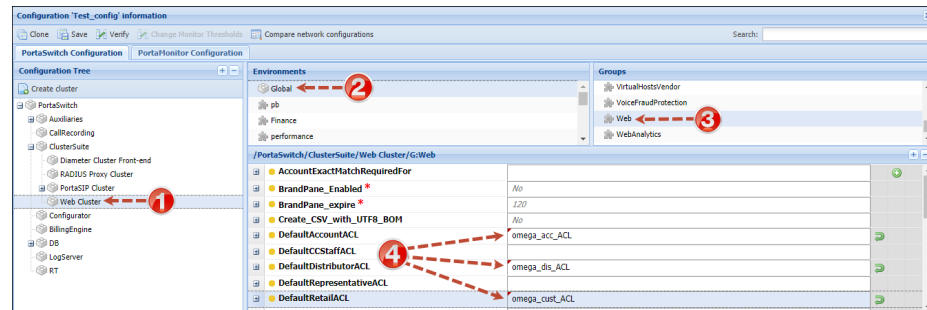 Configuration 'Test_config' information
Clone Save Verify Change Monitor Thresholds Compare network configurations Search:
PortaSwitch Configuration PortaMonitor Configuration
Configuration Tree
Create cluster
PortaSwitch
Auxiliaries
CallRecording
ClusterSuite
Diameter Cluster Front-end
RADIUS Proxy Cluster
PortaSIP Cluster
Web Cluster 1
Configurator
BillingEngine
DB
LogServer
RT
Environments
Global 2
pb
Finance
performance
Groups
VirtualHostsVendor
VoiceFraudProtection
Web 3
WebAnalytics
/PortaSwitch/ClusterSuite/Web Cluster/G:Web
AccountExactMatchRequiredFor
BrandPane_Enabled * No
BrandPane_expire * 120
Create_CSV_with_UTF8_BOM No
DefaultAccountACL omega_acc_ACL
DefaultCCStaffACL 4
DefaultDistributorACL omega_dis_ACL
DefaultRepresentativeACL
DefaultRetailACL omega_cust_ACL